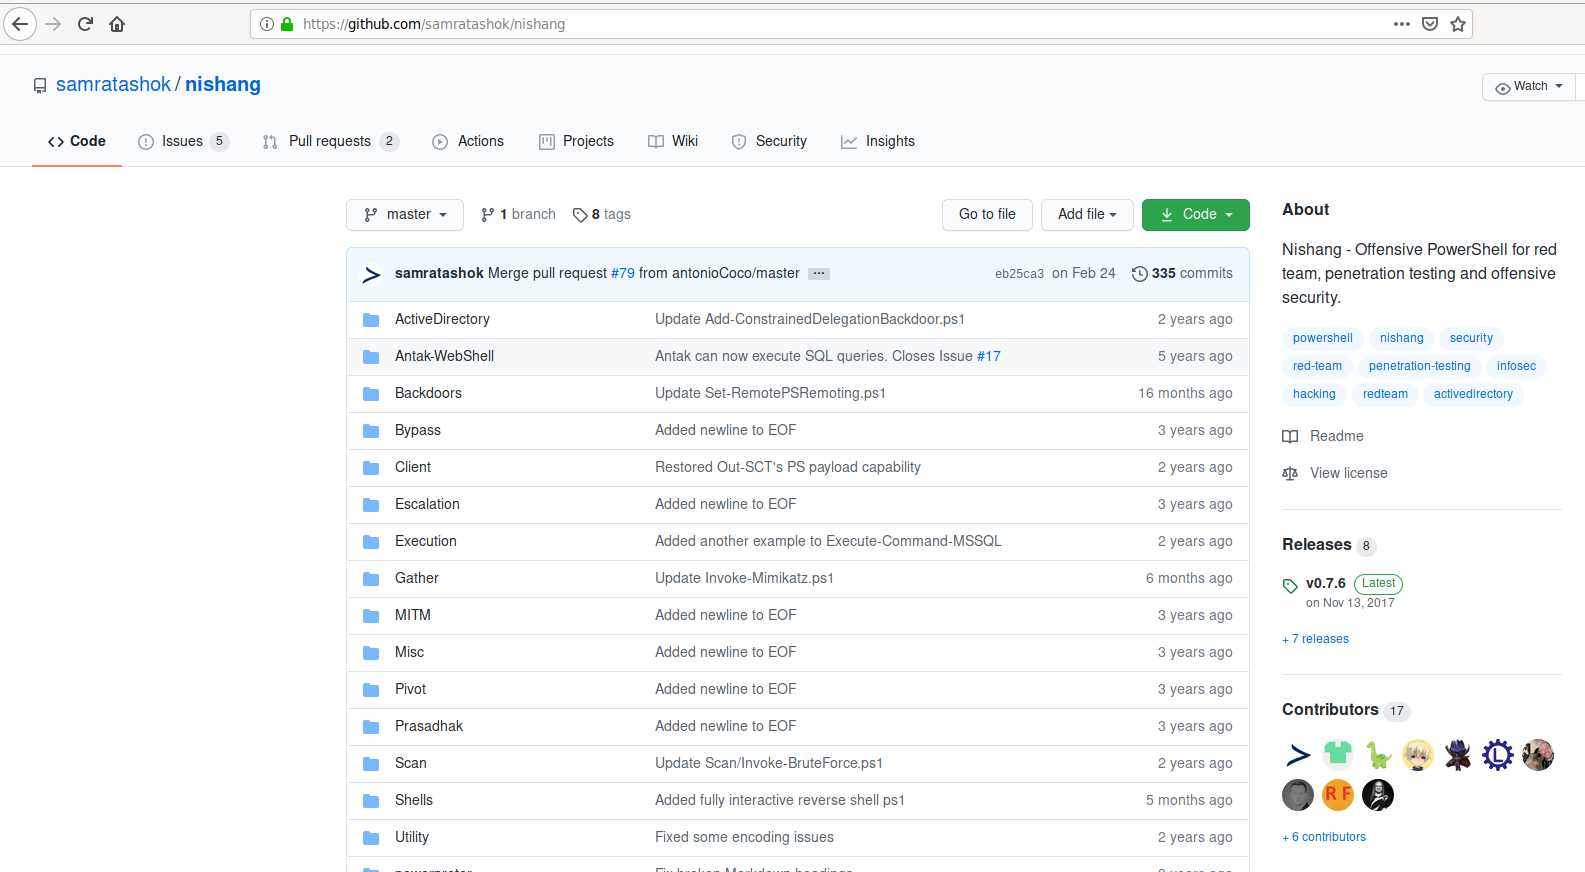 https://github.com/samratashok/nishang
samratashok / nishang
Watch
Code
Issues 5
Pull requests 2
Actions
Projects
Wiki
Security
Insights
master
1 branch
8 tags
Go to file
Add file
Code
samratashok Merge pull request #79 from antonioCoco/master ... eb25ca3 on Feb 24 335 commits
ActiveDirectory Update Add-ConstrainedDelegationBackdoor.ps1 2 years ago
Antak-WebShell Antak can now execute SQL queries. Closes Issue #17 5 years ago
Backdoors Update Set-RemotePSRemoting.ps1 16 months ago
Bypass Added newline to EOF 3 years ago
Client Restored Out-SCT's PS payload capability 2 years ago
Escalation Added newline to EOF 3 years ago
Execution Added another example to Execute-Command-MSSQL 2 years ago
Gather Update Invoke-Mimikatz.ps1 6 months ago
MITM Added newline to EOF 3 years ago
Misc Added newline to EOF 3 years ago
Pivot Added newline to EOF 3 years ago
Prasadhak Added newline to EOF 3 years ago
Scan Update Scan/Invoke-BruteForce.ps1 2 years ago
Shells Added fully interactive reverse shell ps1 5 months ago
Utility Fixed some encoding issues 2 years ago
About
Nishang - Offensive PowerShell for red
team, penetration testing and offensive
security.
powershell nishang security
red-team penetration-testing infosec
hacking redteam activedirectory
Readme
View license
Releases 8
v0.7.6 Latest
on Nov 13, 2017
+ 7 releases
Contributors 17
L
R F
+ 6 contributors